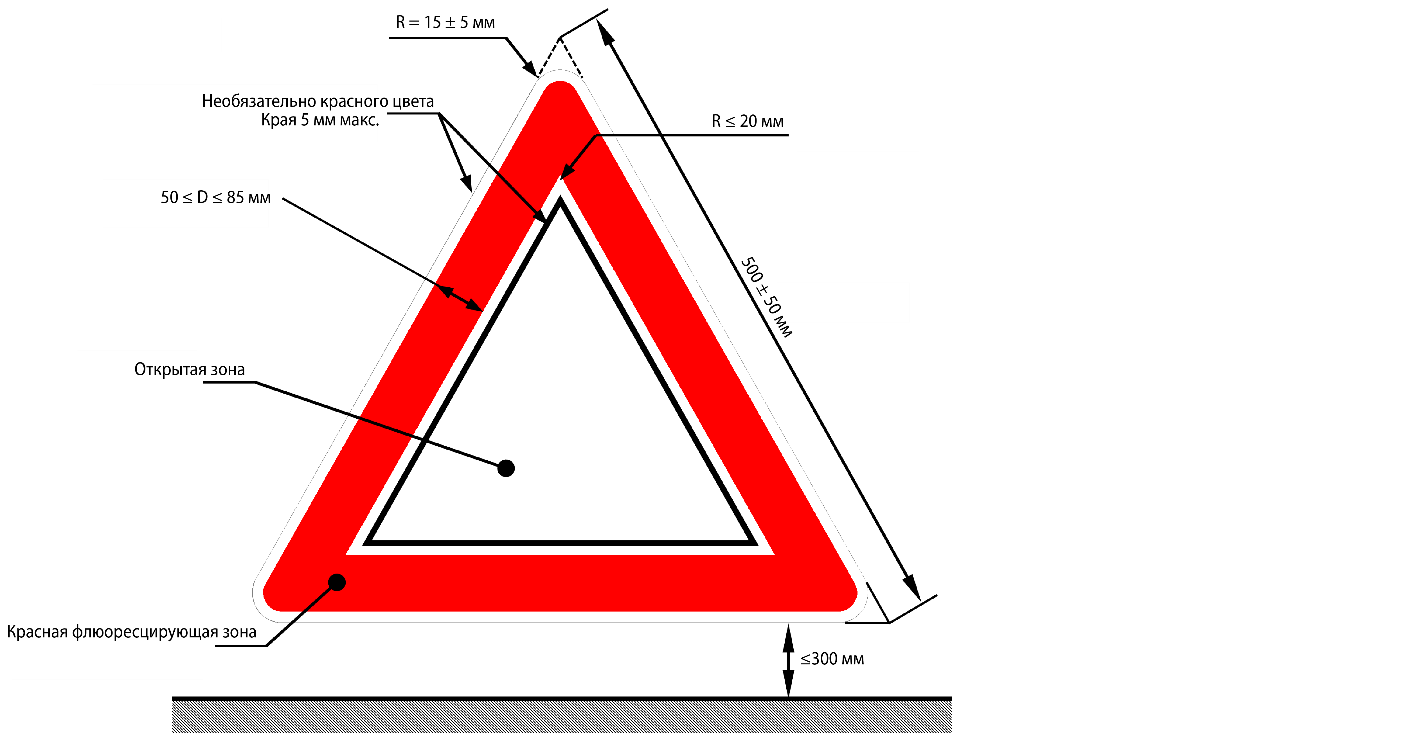 R = 15 ± 5 мм
Необязательно красного цвета
Края 5 мм макс.
R ≤ 20 мм
50 ≤ D ≤ 85 мм
500 ± 50 мм
Открытая зона
Красная флюоресцирующая зона
≤300 мм